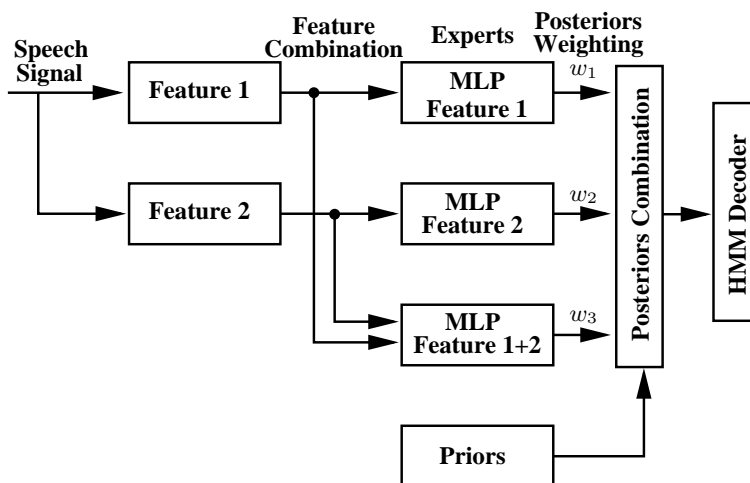 Speech
Signal
Feature
Combination
Experts
Posteriors
Weighting
Feature 1
MLP
Feature 1
w₁
Feature 2
MLP
Feature 2
w₂
MLP
Feature 1+2
w₃
Posteriors Combination
HMM Decoder
Priors